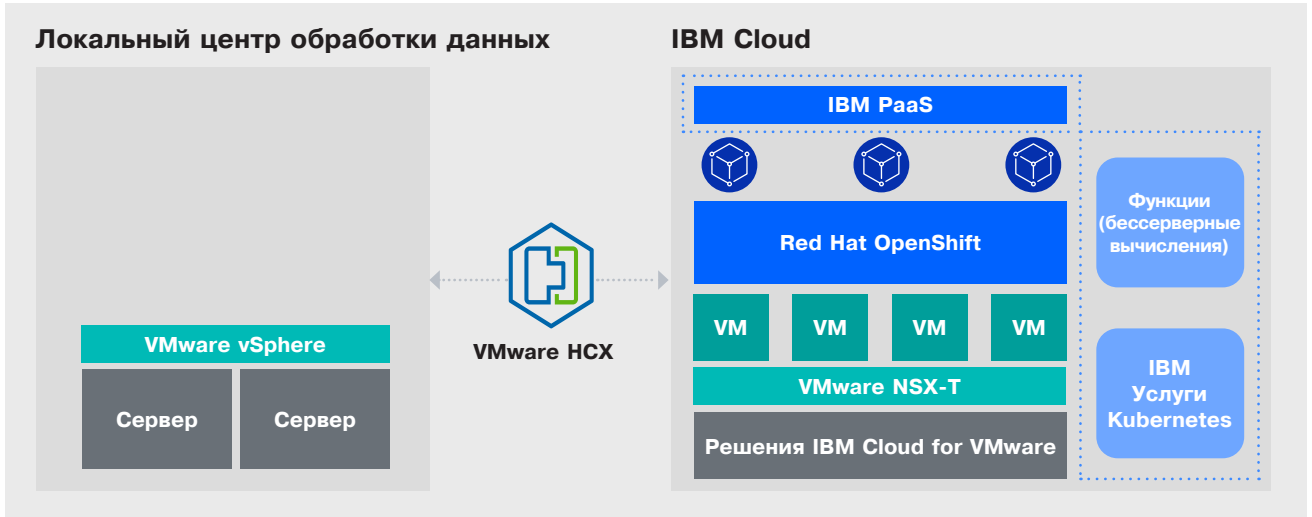 Локальный центр обработки данных
VMware vSphere
Сервер
Сервер
VMware HCX
IBM Cloud
IBM PaaS
Red Hat OpenShift
VM
VM
VM
VM
VMware NSX-T
Решения IBM Cloud for VMware
Функции
(бессерверные
вычисления)
IBM
Услуги
Kubernetes